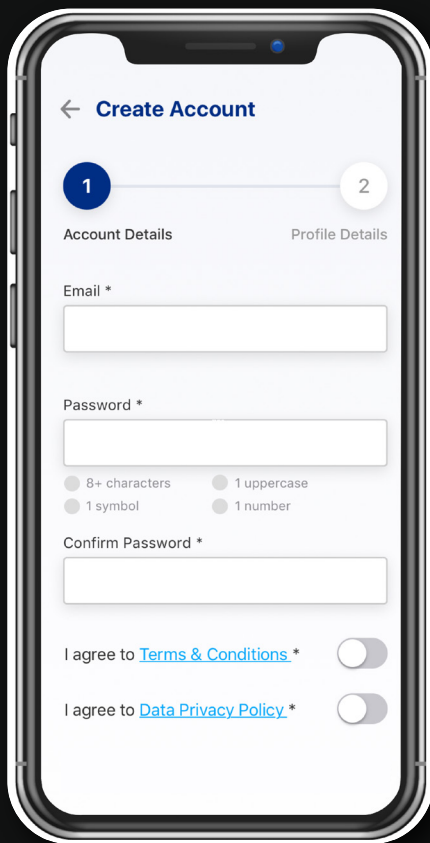 Create Account
1 2
Account Details Profile Details
Email *
Password *
8+ characters 1 uppercase
1 symbol 1 number
Confirm Password *
I agree to Terms & Conditions *
I agree to Data Privacy Policy *